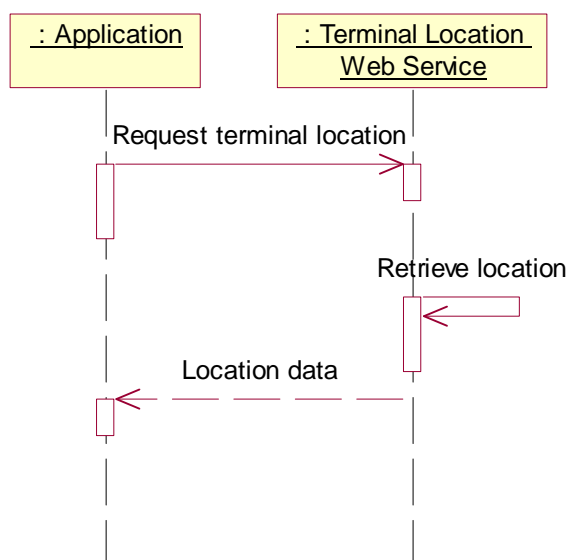 : Application
: Terminal Location
Web Service
Request terminal location
Retrieve location
Location data